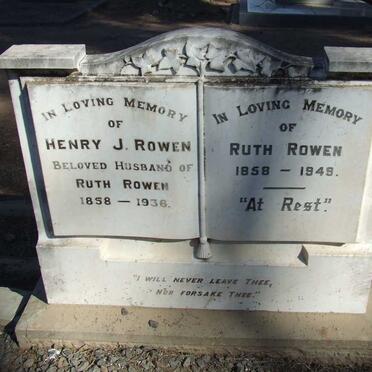 IN LOVING MEMORY
OF
HENRY J. ROWEN
BELOVED HUSBAND OF
RUTH ROWEN
1858 — 1936.
IN LOVING MEMORY
OF
RUTH ROWEN
1858 — 1949.
"At Rest."
"I WILL NEVER LEAVE THEE,
NOR FORSAKE THEE."